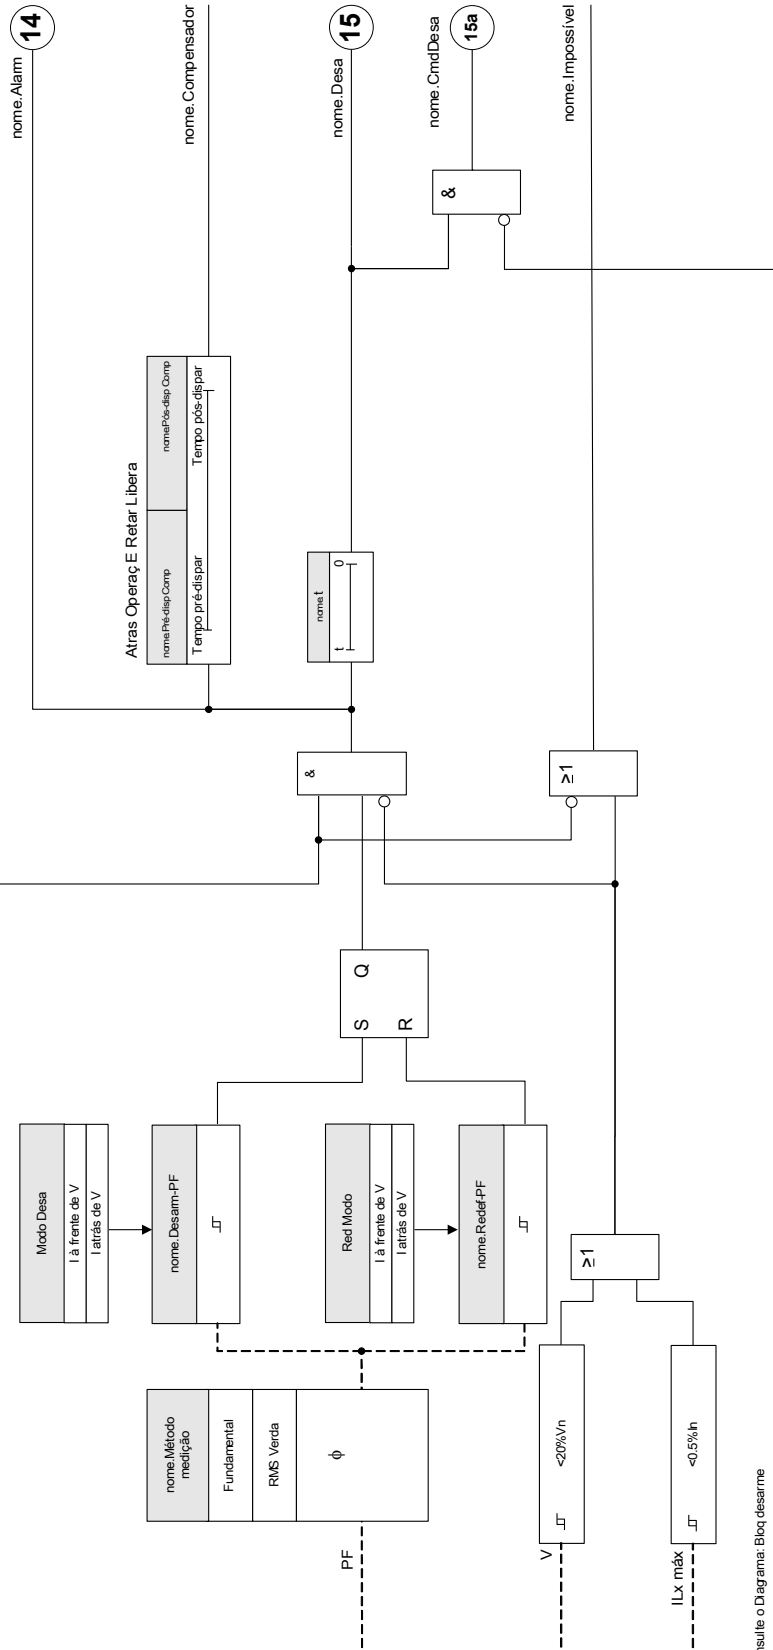 nome.Método
medição
Fundamental
RMS Verda
ϕ
PF
V
<20%Vn
ILx máx
<0.5%In
Modo Desa
I à frente de V
I atrás de V
nome.Desarm-PF
Red Modo
I à frente de V
I atrás de V
nome.Redef-PF
≥1
S
Q
R
&
≥1
Atras Operaç E Retar Libera
nome.Pré-disp Comp
nome.Pós-disp Comp
Tempo pré-dispar
Tempo pós-dispar
nome.t
t
0
&
nome.Alarm
14
nome.Compensador
nome.Desa
15
nome.CmdDesa
15a
nome.Impossível
o Diagrama: Bloq desarme